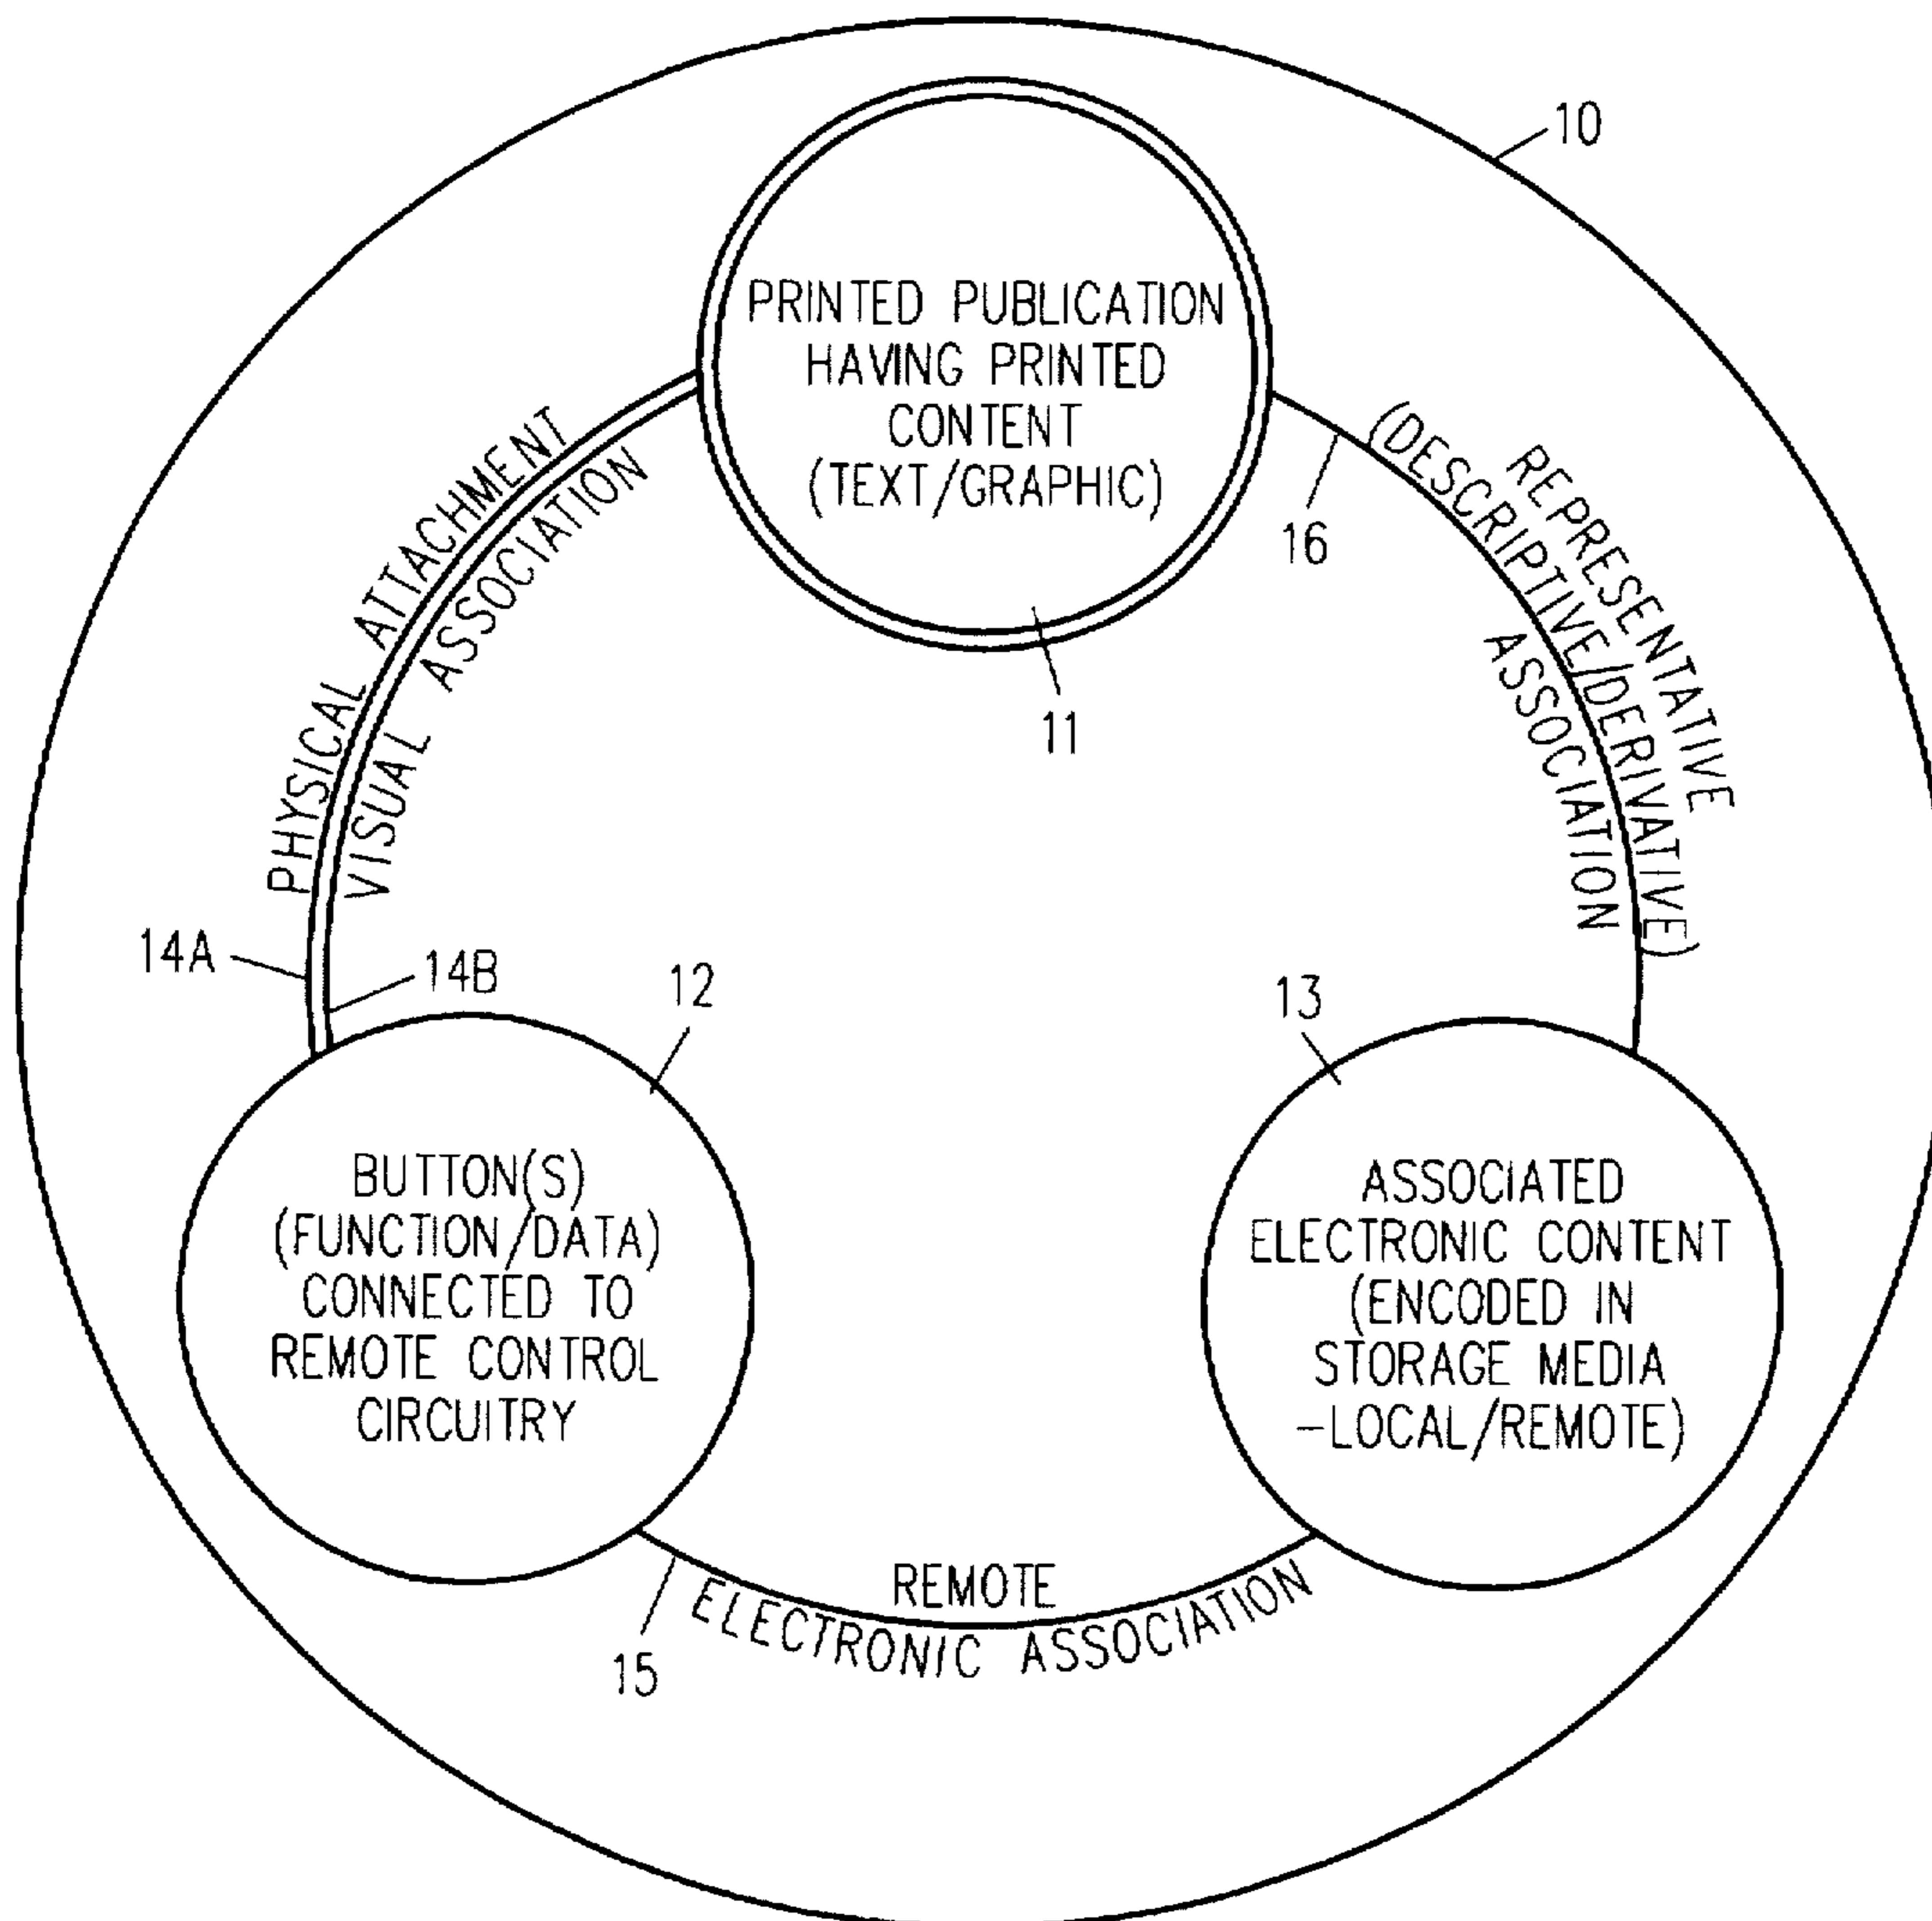 10
PRINTED PUBLICATION
HAVING PRINTED
CONTENT
(TEXT/GRAPHIC)
11
16
PHYSICAL ATTACHMENT
VISUAL ASSOCIATION
REPRESENTATIVE
(DESCRIPTIVE/DERIVATIVE)
ASSOCIATION
14A
14B
12
13
BUTTON(S)
(FUNCTION/DATA)
CONNECTED TO
REMOTE CONTROL
CIRCUITRY
ASSOCIATED
ELECTRONIC CONTENT
(ENCODED IN
STORAGE MEDIA
-LOCAL/REMOTE)
REMOTE
ELECTRONIC ASSOCIATION
15